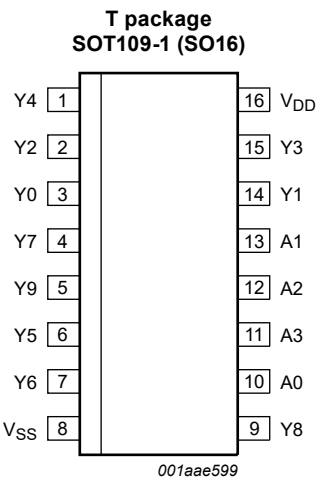 T package
SOT109-1 (SO16)
Y4 1 16 VDD
Y2 2 15 Y3
Y0 3 14 Y1
Y7 4 13 A1
Y9 5 12 A2
Y5 6 11 A3
Y6 7 10 A0
VSS 8 9 Y8
001aae599